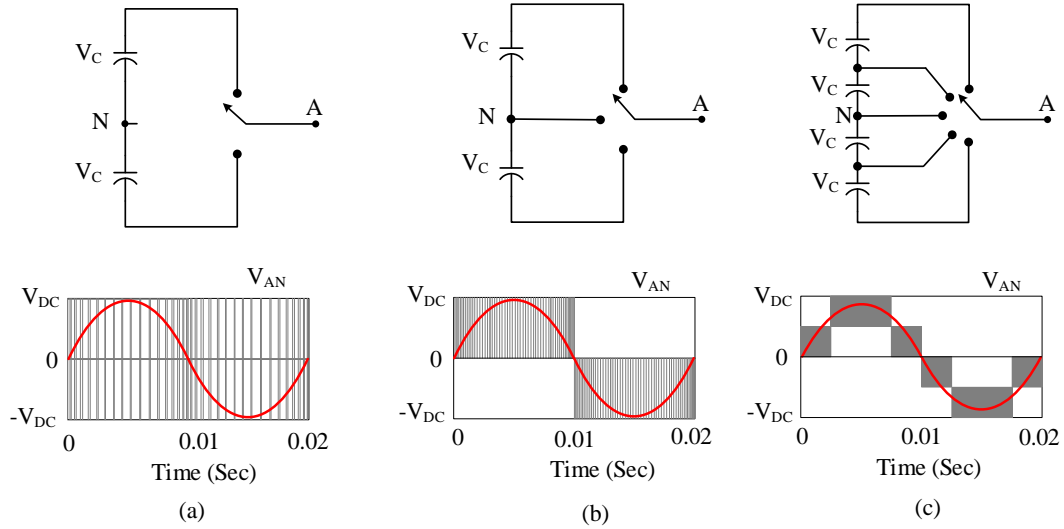 V_C
N
V_C
A
V_AN
V_DC
0
-V_DC
0 0.01 0.02
Time (Sec)
(a)
V_C
N
V_C
A
V_AN
V_DC
0
-V_DC
0 0.01 0.02
Time (Sec)
(b)
V_C
V_C
N
V_C
V_C
A
V_AN
V_DC
0
-V_DC
0 0.01 0.02
Time (Sec)
(c)